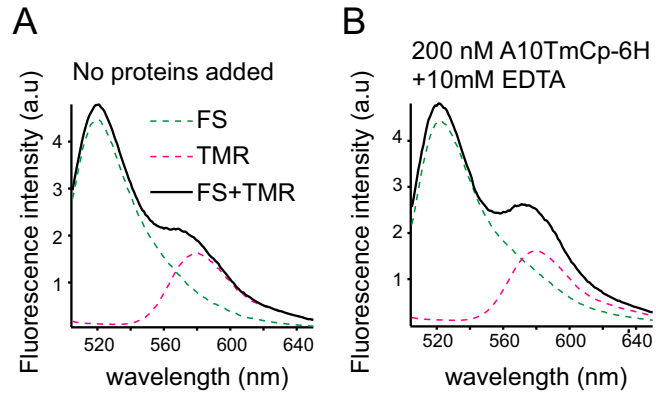 A
No proteins added
Fluorescence intensity (a.u)
4
3
2
1
FS
TMR
FS+TMR
520
560
600
640
wavelength (nm)
B
200 nM A10TmCp-6H
+10mM EDTA
Fluorescence intensity (a.u)
4
3
2
1
520
560
600
640
wavelength (nm)